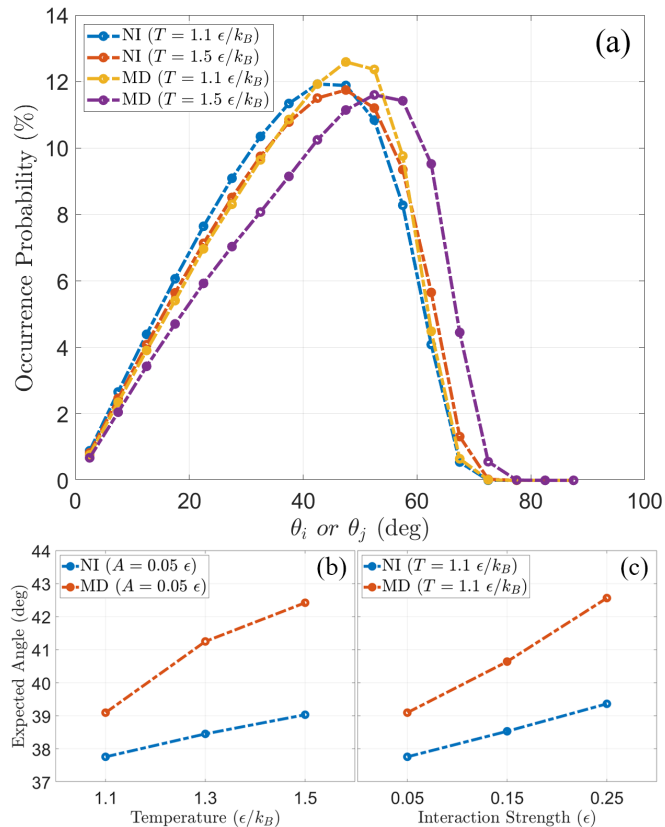 14
12
10
8
6
4
2
0
Occurrence Probability (%)
NI (T = 1.1 ϵ/k_B)
NI (T = 1.5 ϵ/k_B)
MD (T = 1.1 ϵ/k_B)
MD (T = 1.5 ϵ/k_B)
(a)
0 20 40 60 80 100
θ_i or θ_j (deg)
44
43
42
41
40
39
38
37
Expected Angle (deg)
NI (A = 0.05 ϵ)
MD (A = 0.05 ϵ)
(b)
1.1 1.3 1.5
Temperature (ϵ/k_B)
NI (T = 1.1 ϵ/k_B)
MD (T = 1.1 ϵ/k_B)
(c)
0.05 0.15 0.25
Interaction Strength (ϵ)